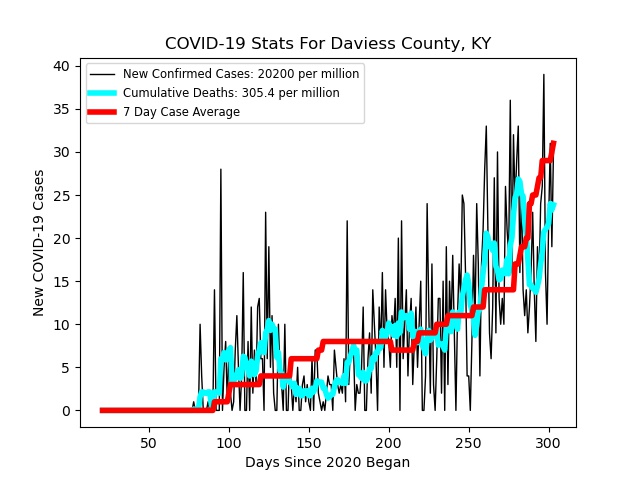 COVID-19 Stats For Daviess County, KY
New Confirmed Cases: 20200 per million
Cumulative Deaths: 305.4 per million
7 Day Case Average
40
35
30
25
20
15
10
5
0
New COVID-19 Cases
50 100 150 200 250 300
Days Since 2020 Began